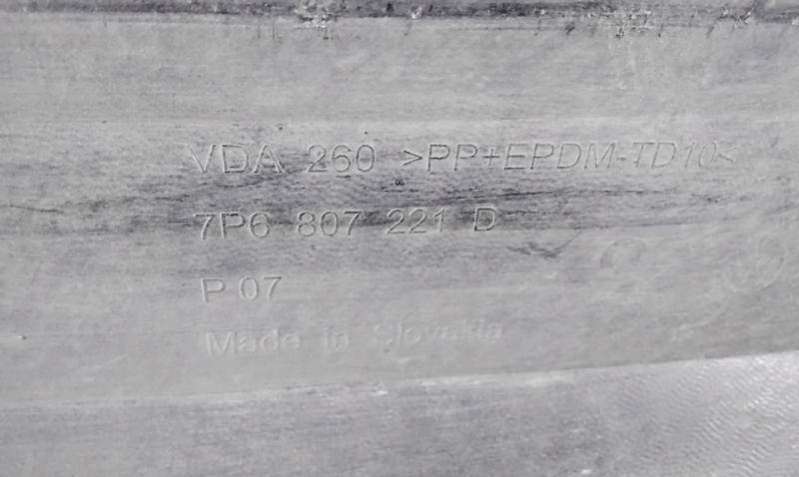 VDA 260 >PP+EPDM-TD10<
7P6 807 221 D
P 07
Made in Slovakia